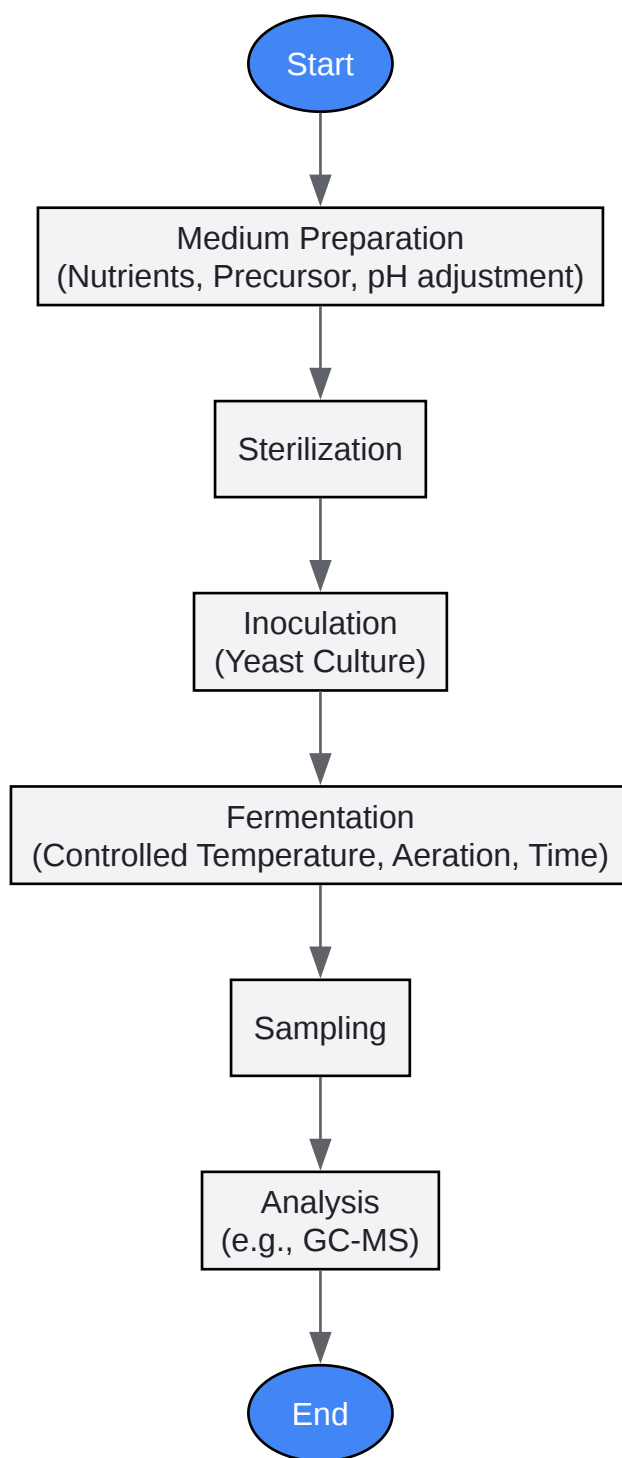 Start
Medium Preparation
(Nutrients, Precursor, pH adjustment)
Sterilization
Inoculation
(Yeast Culture)
Fermentation
(Controlled Temperature, Aeration, Time)
Sampling
Analysis
(e.g., GC-MS)
End